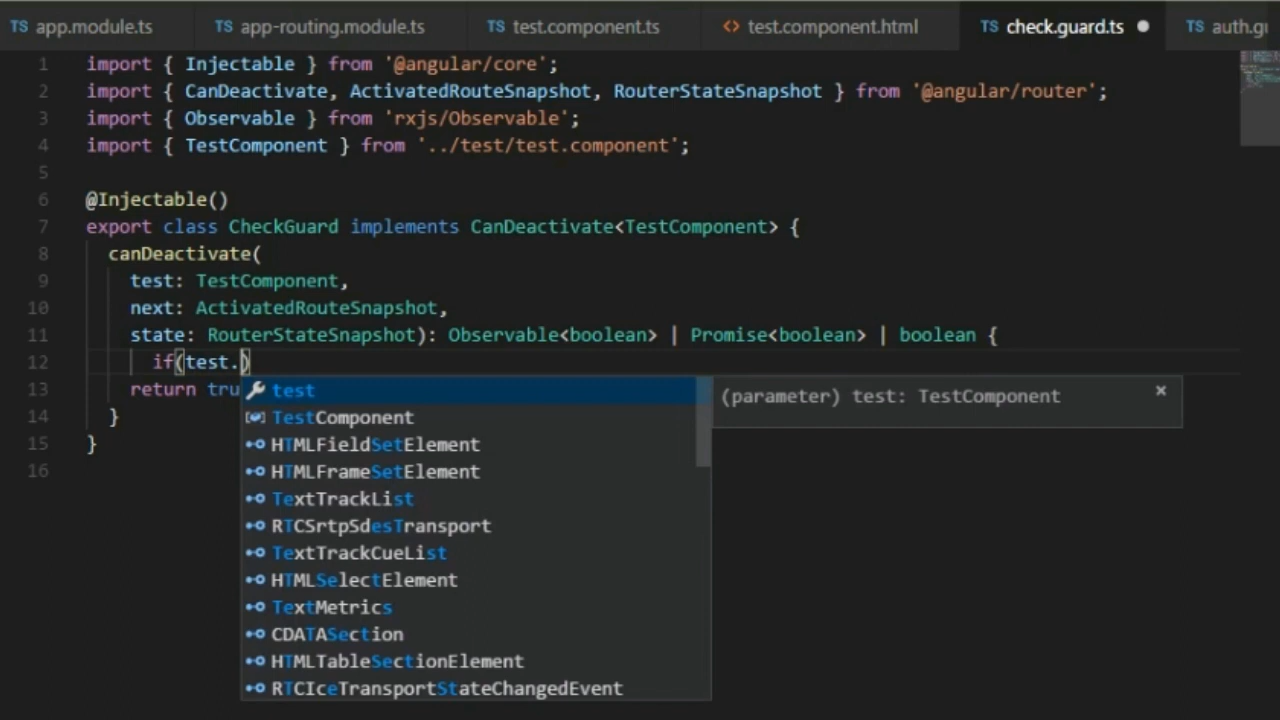 TS app.module.ts TS app-routing.module.ts TS test.component.ts <> test.component.html TS check.guard.ts TS auth.gu
1 import { Injectable } from '@angular/core';
2 import { CanDeactivate, ActivatedRouteSnapshot, RouterStateSnapshot } from '@angular/router';
3 import { Observable } from 'rxjs/Observable';
4 import { TestComponent } from '../test/test.component';
5
6 @Injectable()
7 export class CheckGuard implements CanDeactivate<TestComponent> {
8 canDeactivate(
9 test: TestComponent,
10 next: ActivatedRouteSnapshot,
11 state: RouterStateSnapshot): Observable<boolean> | Promise<boolean> | boolean {
12 if(test.)
13 return tru
14 }
15 }
16
test
(parameter) test: TestComponent ×
TestComponent
HTMLFieldSetElement
HTMLFrameSetElement
TextTrackList
RTCSrtpSdesTransport
TextTrackCueList
HTMLSelectElement
TextMetrics
CDATASection
HTMLTableSectionElement
RTCIceTransportStateChangedEvent